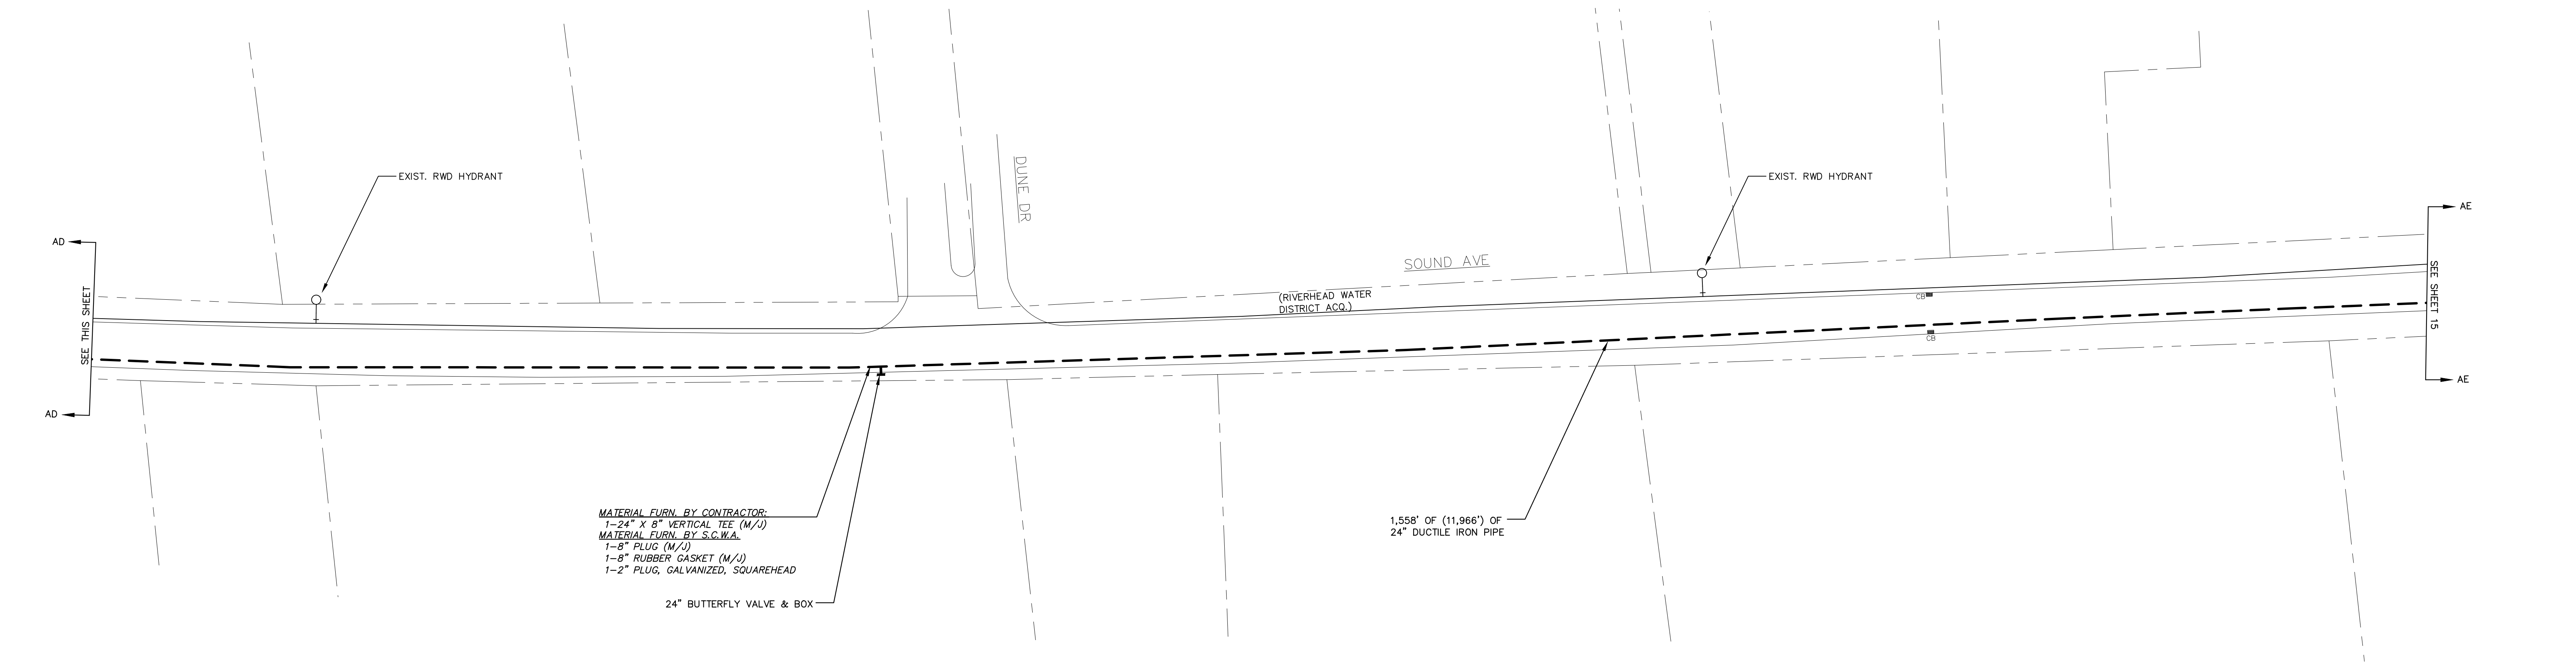 EXIST. RWD HYDRANT
EXIST. RWD HYDRANT
DUNE DR
AE
AD
SOUND AVE
(RIVERHEAD WATER
DISTRICT ACQ.)
CB
SEE THIS SHEET
SEE SHEET 15
CB
AE
AD
MATERIAL FURN. BY CONTRACTOR:
1-24" X 8" VERTICAL TEE (M/J)
MATERIAL FURN. BY S.C.W.A.
1-8" PLUG (M/J)
1-8" RUBBER GASKET (M/J)
1-2" PLUG, GALVANIZED, SQUAREHEAD
1,558' OF (11,966') OF
24" DUCTILE IRON PIPE
24" BUTTERFLY VALVE & BOX